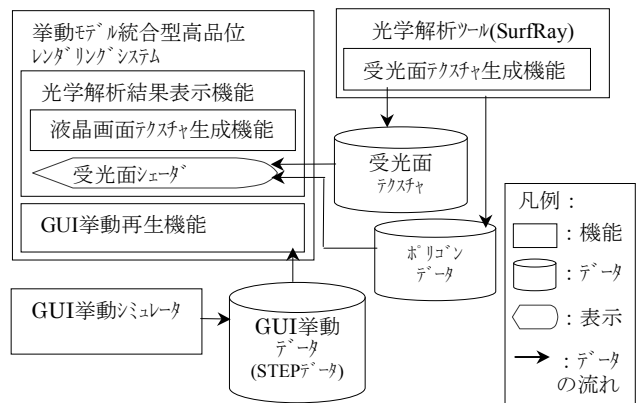 挙動ﾓﾃﾞﾙ統合型高品位
ﾚﾝﾀﾞﾘﾝｸﾞｼｽﾃﾑ
光学解析結果表示機能
液晶画面ﾃｸｽﾁｬ生成機能
受光面ｼｪｰﾀﾞ
GUI挙動再生機能
光学解析ﾂｰﾙ(SurfRay)
受光面ﾃｸｽﾁｬ生成機能
受光面
ﾃｸｽﾁｬ
ﾎﾟﾘｺﾞﾝ
ﾃﾞｰﾀ
GUI挙動ｼﾐｭﾚｰﾀ
GUI挙動
ﾃﾞｰﾀ
(STEPﾃﾞｰﾀ)
凡例：
：機能
：ﾃﾞｰﾀ
：表示
：ﾃﾞｰﾀ
の流れ